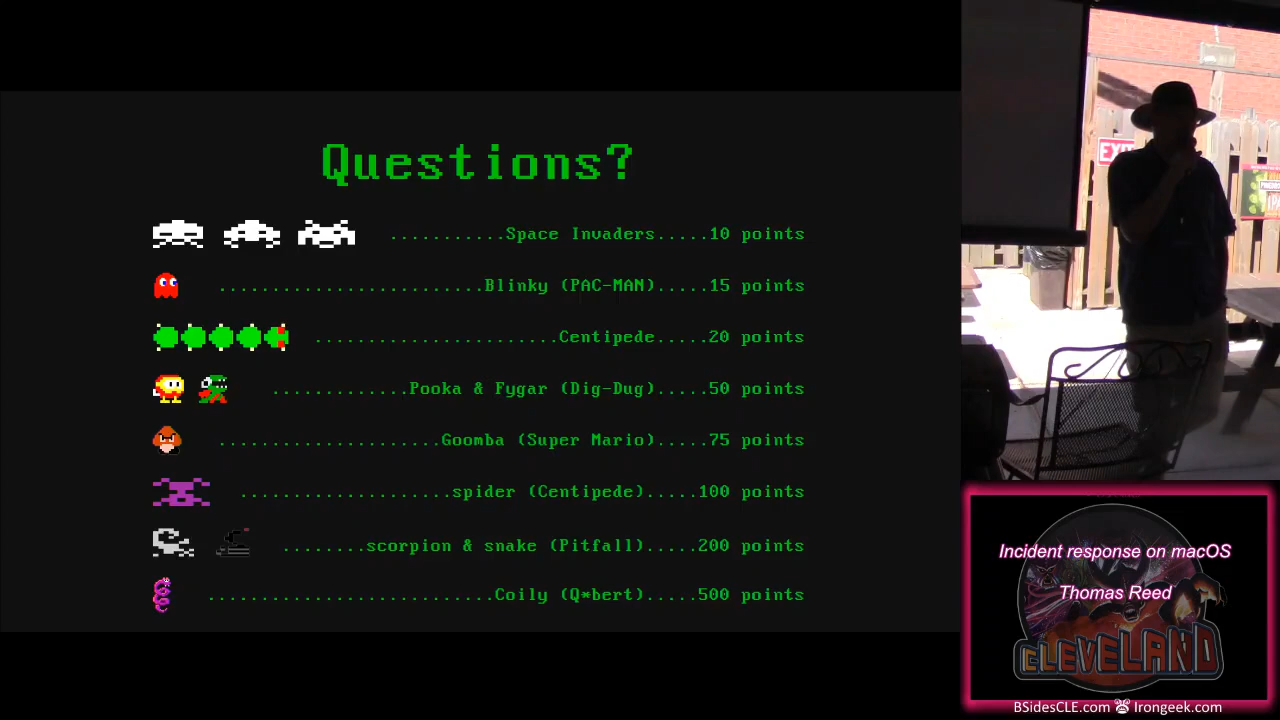 Questions?
...........Space Invaders.....10 points
.........................Blinky (PAC-MAN).....15 points
.......................Centipede.....20 points
.............Pooka & Fygar (Dig-Dug).....50 points
.....................Goomba (Super Mario).....75 points
....................spider (Centipede).....100 points
........scorpion & snake (Pitfall).....200 points
...........................Coily (Q*bert).....500 points
Incident response on macOS
Thomas Reed
CLEVELAND
BSidesCLE.com Irongeek.com